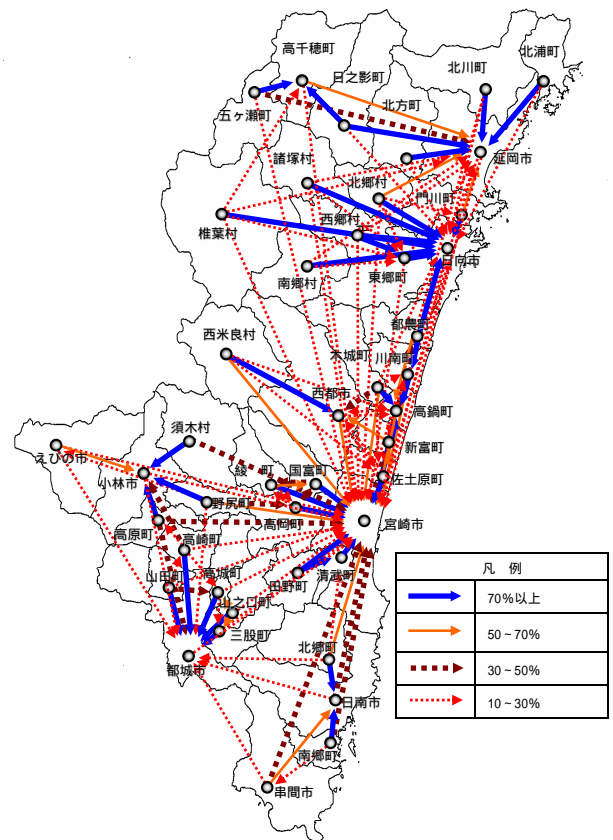 高千穂町
日之影町
北川町
北浦町
五ヶ瀬町
北方町
延岡市
諸塚村
北郷村
門川町
西郷村
椎葉村
日向市
東郷町
南郷村
都農町
西米良村
木城町
川南町
西都市
高鍋町
須木村
新富町
えびの市
小林市
綾　町
国富町
佐土原町
野尻町
高岡町
宮崎市
高原町
高崎町
山田町
高城町
田野町
清武町
山之口町
三股町
都城市
北郷町
日南市
南郷町
串間市
凡　例
70%以上
50～70%
30～50%
10～30%